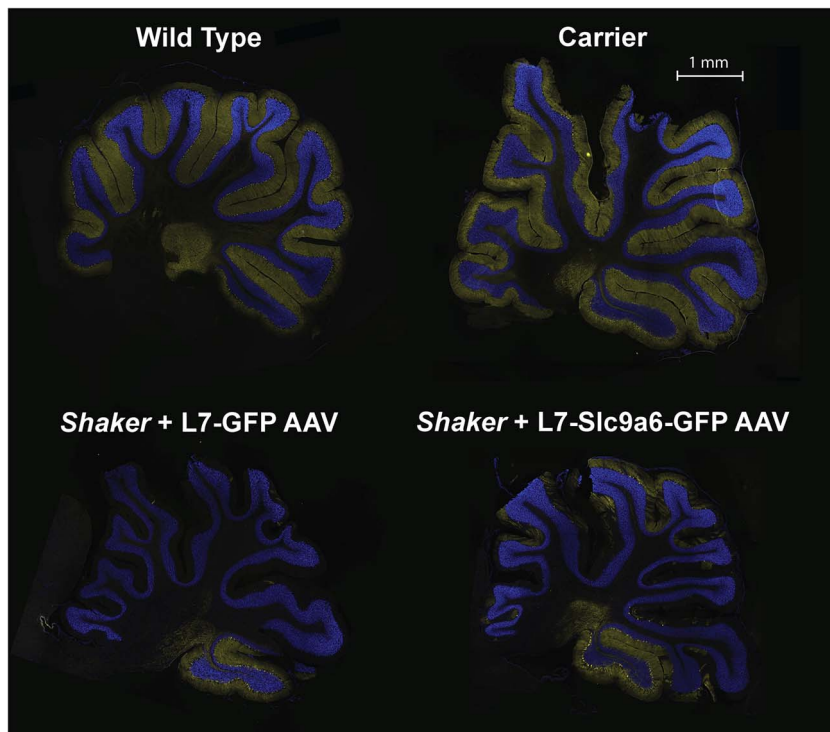 Wild Type
Carrier
1 mm
Shaker + L7-GFP AAV
Shaker + L7-Slc9a6-GFP AAV